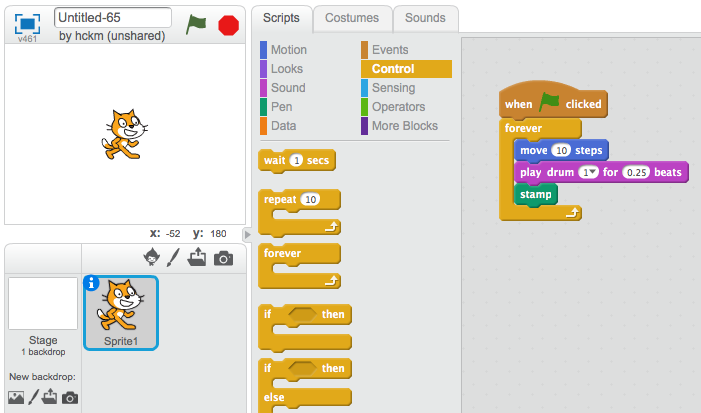 Untitled-65
v461
by hckm (unshared)
x: -52 y: 180
Sprite1
Stage
1 backdrop
New backdrop:
Scripts
Costumes
Sounds
Motion
Looks
Sound
Pen
Data
Events
Control
Sensing
Operators
More Blocks
wait 1 secs
repeat 10
forever
if then
if then
else
when clicked
forever
move 10 steps
play drum 1 for 0.25 beats
stamp